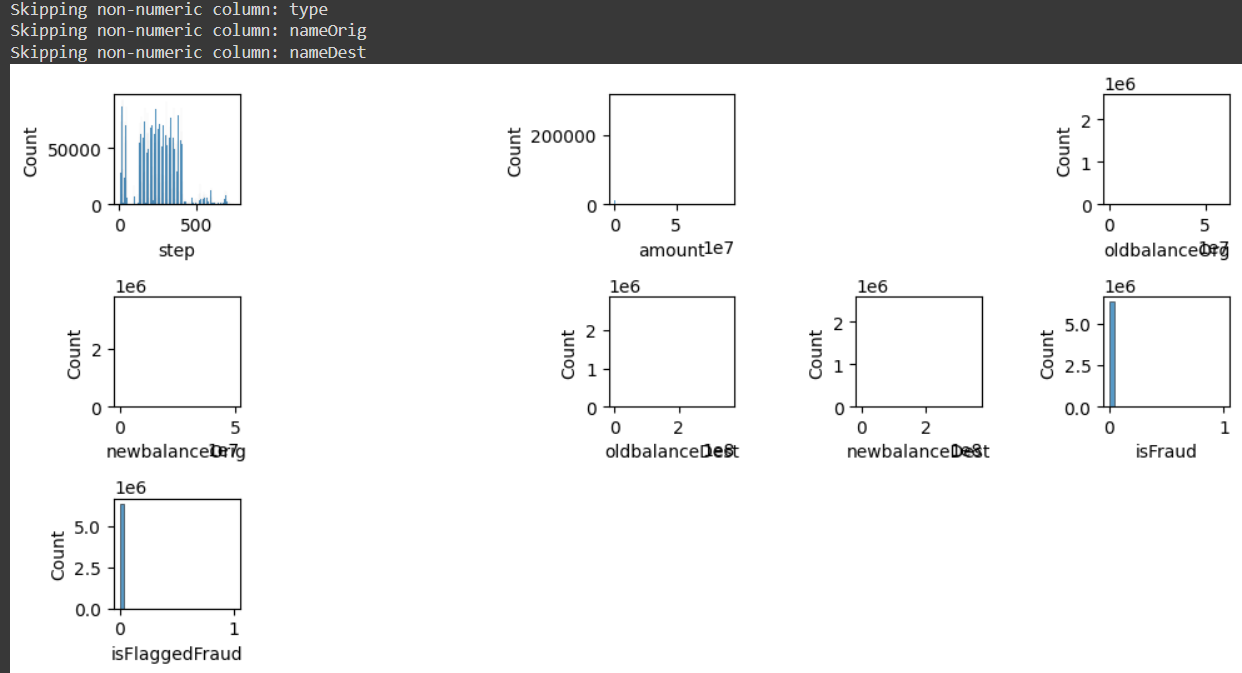 Skipping non-numeric column: type
Skipping non-numeric column: nameOrig
Skipping non-numeric column: nameDest
Count
50000
0
0 500
step
Count
200000
0
0 5
1e7
amount
1e6
Count
2
1
0
0 5
1e7
oldbalanceOrg
1e6
Count
2
0
0 5
1e7
newbalanceOrig
1e6
Count
2
1
0
0 2
1e8
oldbalanceDest
1e6
Count
2
1
0
0 2
1e8
newbalanceDest
1e6
Count
5.0
2.5
0.0
0 1
isFraud
1e6
Count
5.0
2.5
0.0
0 1
isFlaggedFraud